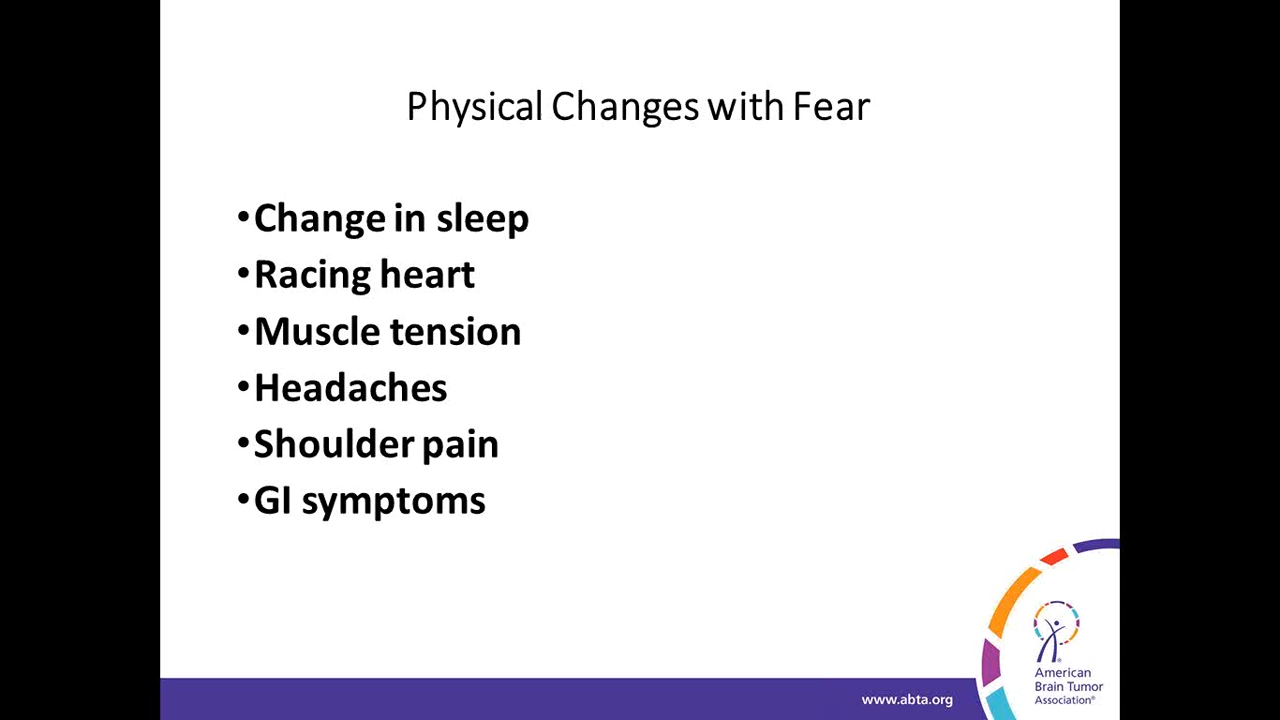 Physical Changes with Fear
•Change in sleep
•Racing heart
•Muscle tension
•Headaches
•Shoulder pain
•GI symptoms
www.abta.org
American
Brain Tumor
Association®